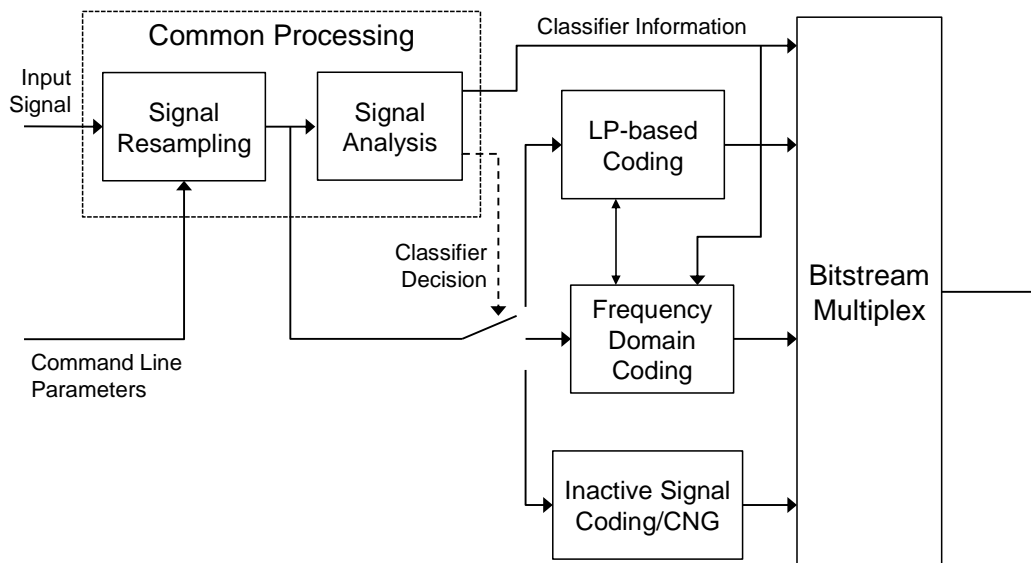 Common Processing
Classifier Information
Input
Signal
Signal
Resampling
Signal
Analysis
LP-based
Coding
Classifier
Decision
Bitstream
Multiplex
Frequency
Domain
Coding
Command Line
Parameters
Inactive Signal
Coding/CNG